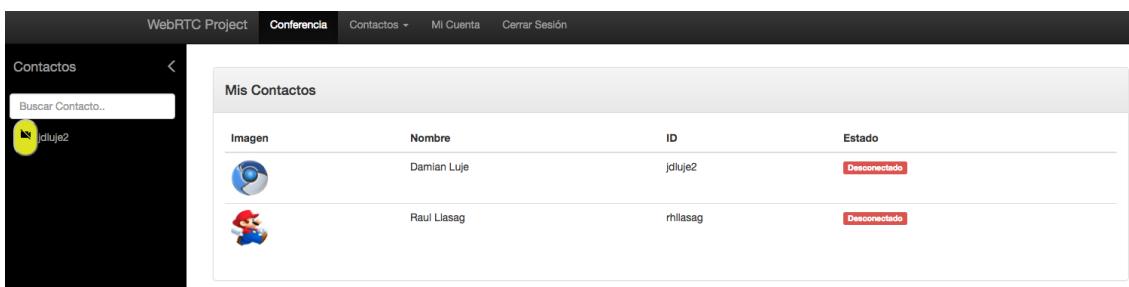 WebRTC Project Conferencia Contactos Mi Cuenta Cerrar Sesión
Contactos
Buscar Contacto..
jdluje2
Mis Contactos
Imagen Nombre ID Estado
Damian Luje jdluje2 Desconectado
Raul Llasag rhllasag Desconectado